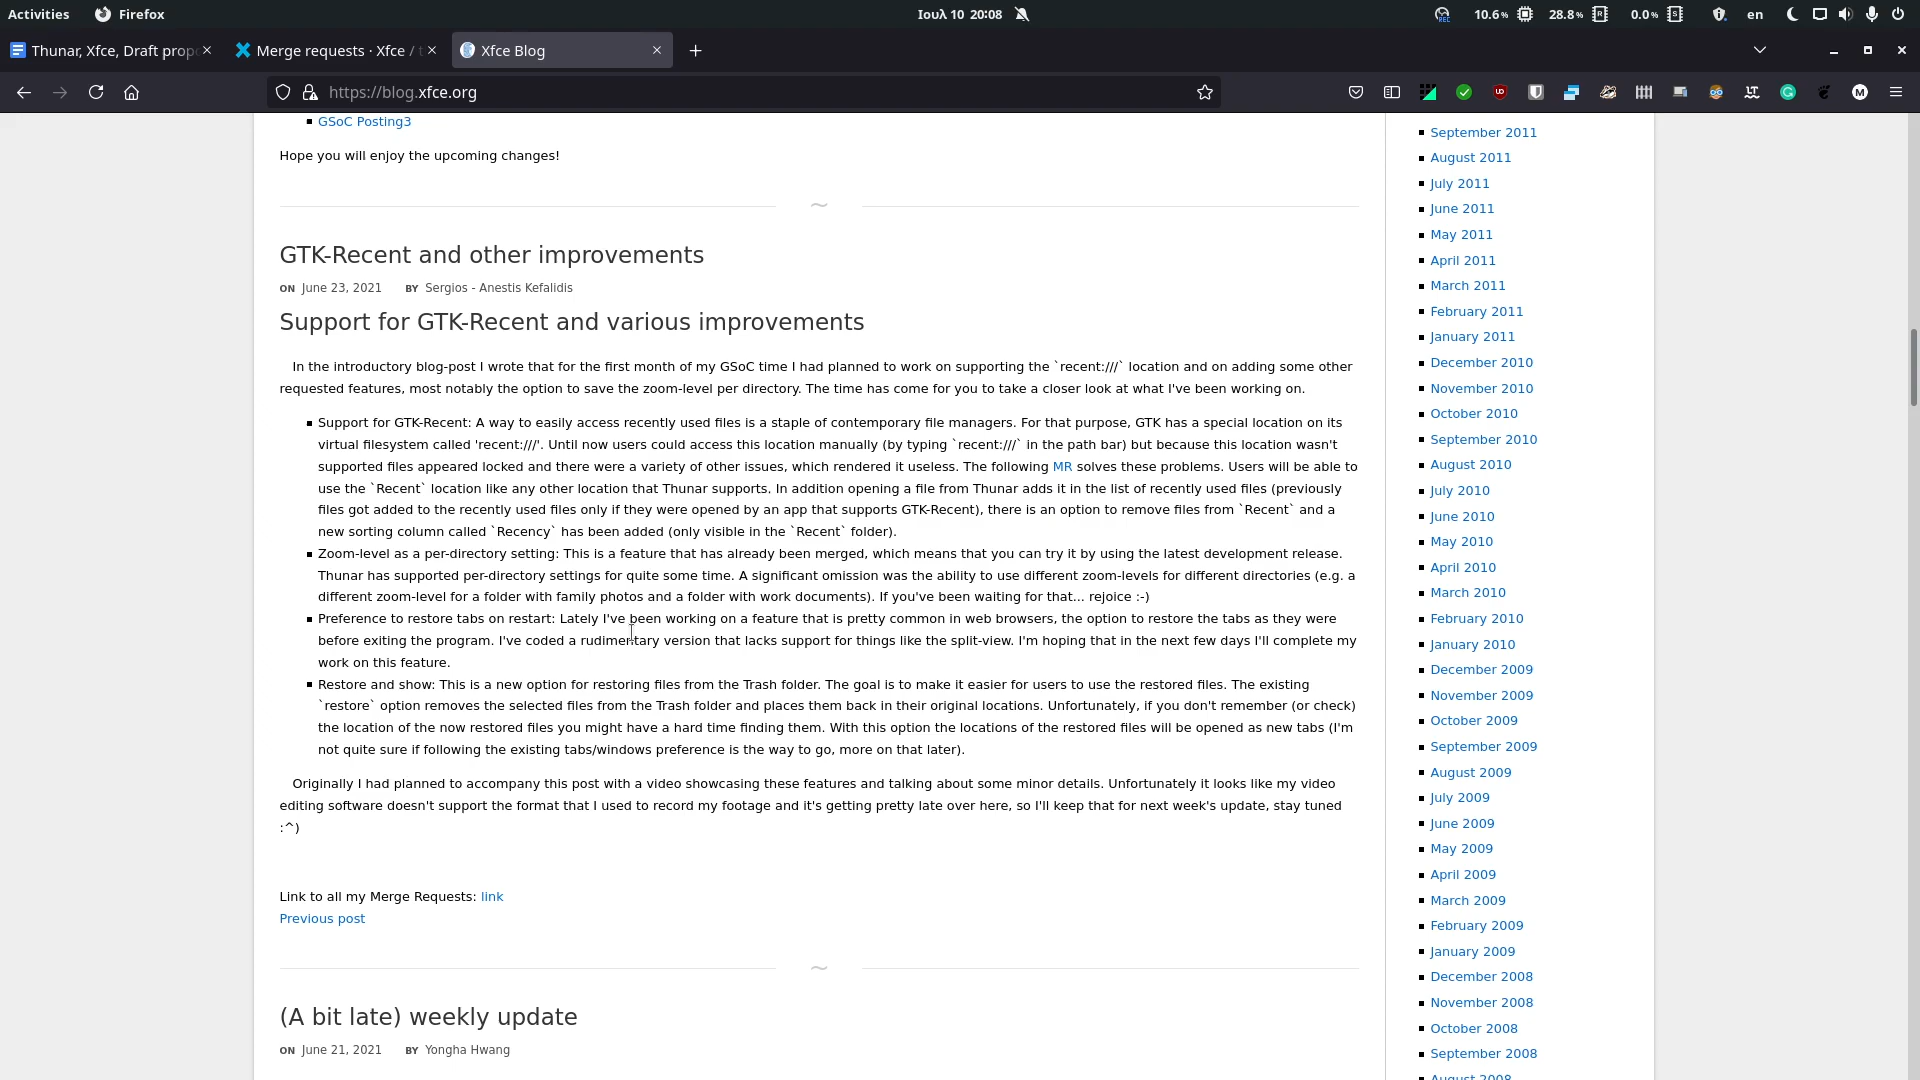 Activities
Firefox
Ιουλ 10 20:08
REC
10.6%
28.8%
0.0%
en
Thunar, Xfce, Draft prop
Merge requests · Xfce / t
Xfce Blog
https://blog.xfce.org
GSoC Posting3
Hope you will enjoy the upcoming changes!
~
GTK-Recent and other improvements
ON June 23, 2021 BY Sergios - Anestis Kefalidis
Support for GTK-Recent and various improvements
In the introductory blog-post I wrote that for the first month of my GSoC time I had planned to work on supporting the `recent:///` location and on adding some other
requested features, most notably the option to save the zoom-level per directory. The time has come for you to take a closer look at what I've been working on.
Support for GTK-Recent: A way to easily access recently used files is a staple of contemporary file managers. For that purpose, GTK has a special location on its
virtual filesystem called 'recent:///'. Until now users could access this location manually (by typing `recent:///` in the path bar) but because this location wasn't
supported files appeared locked and there were a variety of other issues, which rendered it useless. The following MR solves these problems. Users will be able to
use the `Recent` location like any other location that Thunar supports. In addition opening a file from Thunar adds it in the list of recently used files (previously
files got added to the recently used files only if they were opened by an app that supports GTK-Recent), there is an option to remove files from `Recent` and a
new sorting column called `Recency` has been added (only visible in the `Recent` folder).
Zoom-level as a per-directory setting: This is a feature that has already been merged, which means that you can try it by using the latest development release.
Thunar has supported per-directory settings for quite some time. A significant omission was the ability to use different zoom-levels for different directories (e.g. a
different zoom-level for a folder with family photos and a folder with work documents). If you've been waiting for that... rejoice :-)
Preference to restore tabs on restart: Lately I've been working on a feature that is pretty common in web browsers, the option to restore the tabs as they were
before exiting the program. I've coded a rudimentary version that lacks support for things like the split-view. I'm hoping that in the next few days I'll complete my
work on this feature.
Restore and show: This is a new option for restoring files from the Trash folder. The goal is to make it easier for users to use the restored files. The existing
`restore` option removes the selected files from the Trash folder and places them back in their original locations. Unfortunately, if you don't remember (or check)
the location of the now restored files you might have a hard time finding them. With this option the locations of the restored files will be opened as new tabs (I'm
not quite sure if following the existing tabs/windows preference is the way to go, more on that later).
Originally I had planned to accompany this post with a video showcasing these features and talking about some minor details. Unfortunately it looks like my video
editing software doesn't support the format that I used to record my footage and it's getting pretty late over here, so I'll keep that for next week's update, stay tuned
:^)
Link to all my Merge Requests: link
Previous post
~
(A bit late) weekly update
ON June 21, 2021 BY Yongha Hwang
September 2011
August 2011
July 2011
June 2011
May 2011
April 2011
March 2011
February 2011
January 2011
December 2010
November 2010
October 2010
September 2010
August 2010
July 2010
June 2010
May 2010
April 2010
March 2010
February 2010
January 2010
December 2009
November 2009
October 2009
September 2009
August 2009
July 2009
June 2009
May 2009
April 2009
March 2009
February 2009
January 2009
December 2008
November 2008
October 2008
September 2008
August 2008